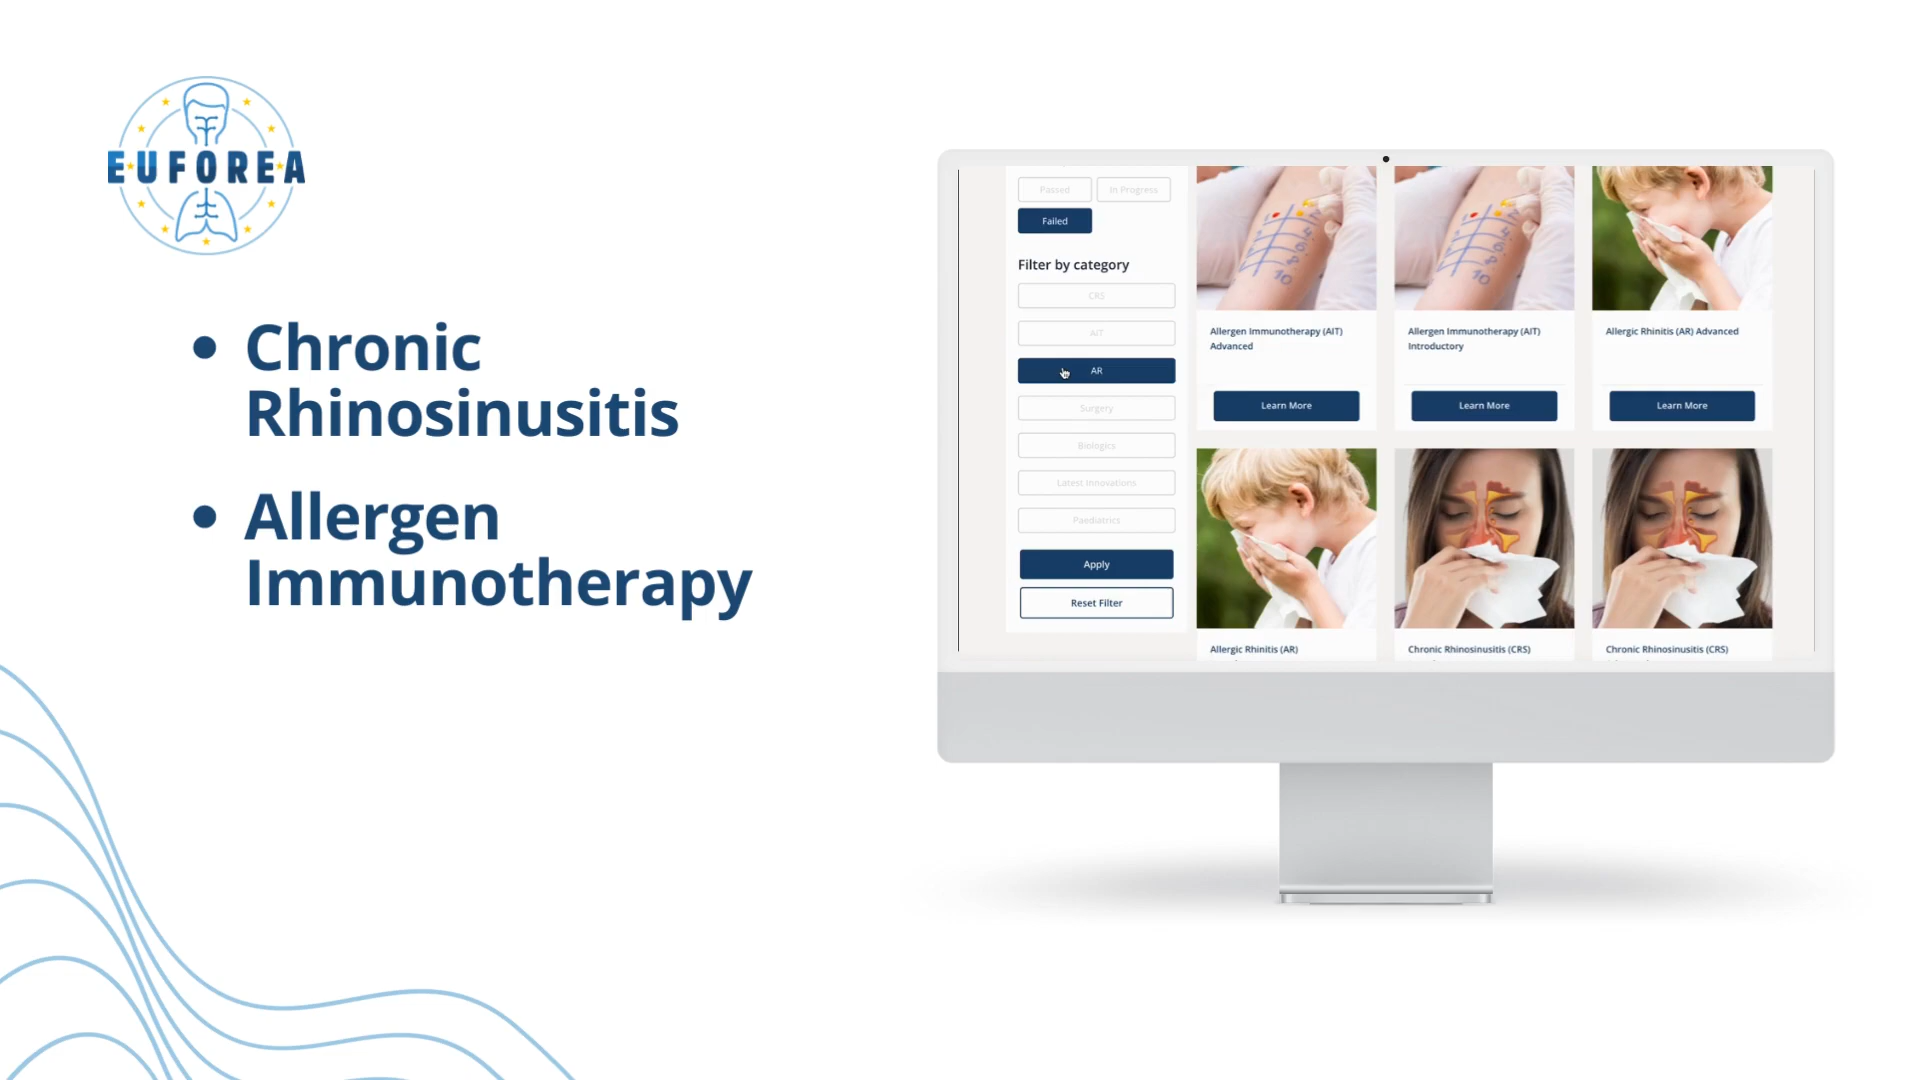 EUFOREA
Chronic
Rhinosinusitis
Allergen
Immunotherapy
Passed
In Progress
Failed
Filter by category
CRS
AIT
AR
Surgery
Biologics
Latest Innovations
Paediatrics
Apply
Reset Filter
Allergen Immunotherapy (AIT)
Advanced
Learn More
Allergen Immunotherapy (AIT)
Introductory
Learn More
Allergic Rhinitis (AR) Advanced
Learn More
Allergic Rhinitis (AR)
Chronic Rhinosinusitis (CRS)
Chronic Rhinosinusitis (CRS)